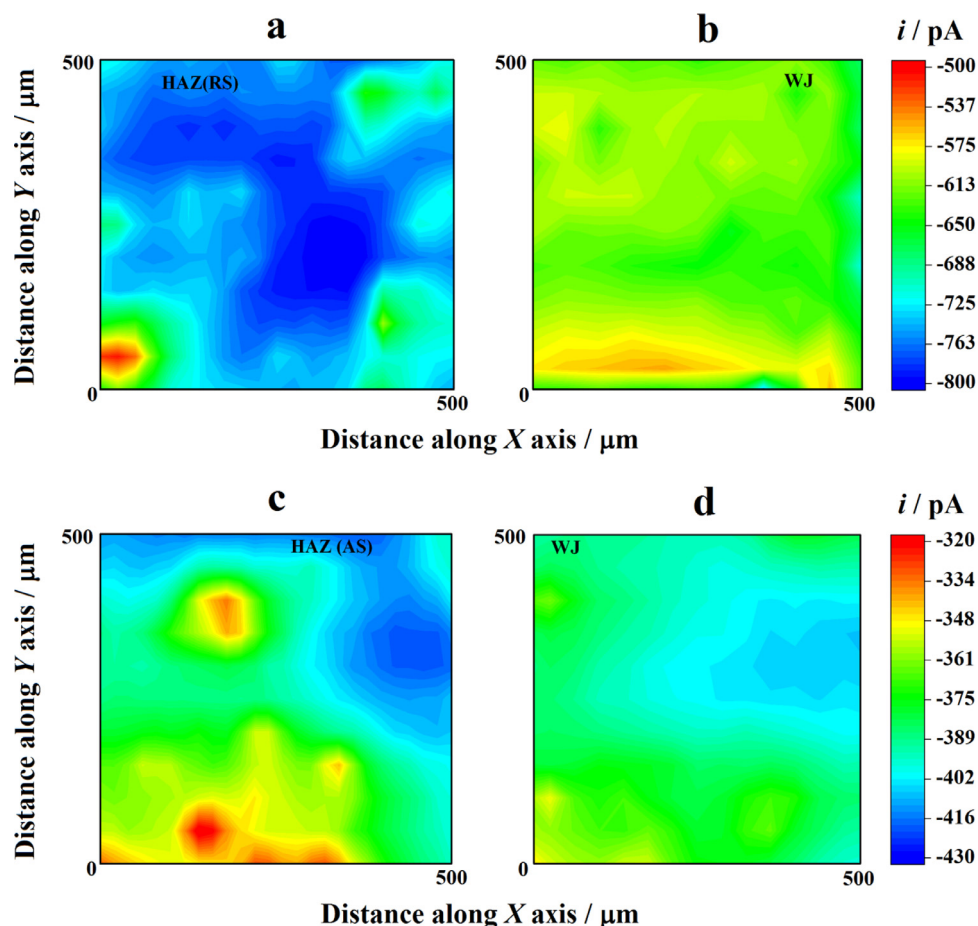 a
b
i / pA
500
HAZ(RS)
WJ
-500
-537
-575
-613
-650
-688
-725
-763
-800
Distance along Y axis / μm
0
500
0
500
Distance along X axis / μm
c
d
i / pA
500
HAZ (AS)
500
WJ
-320
-334
-348
-361
-375
-389
-402
-416
-430
Distance along Y axis / μm
0
500
0
500
Distance along X axis / μm